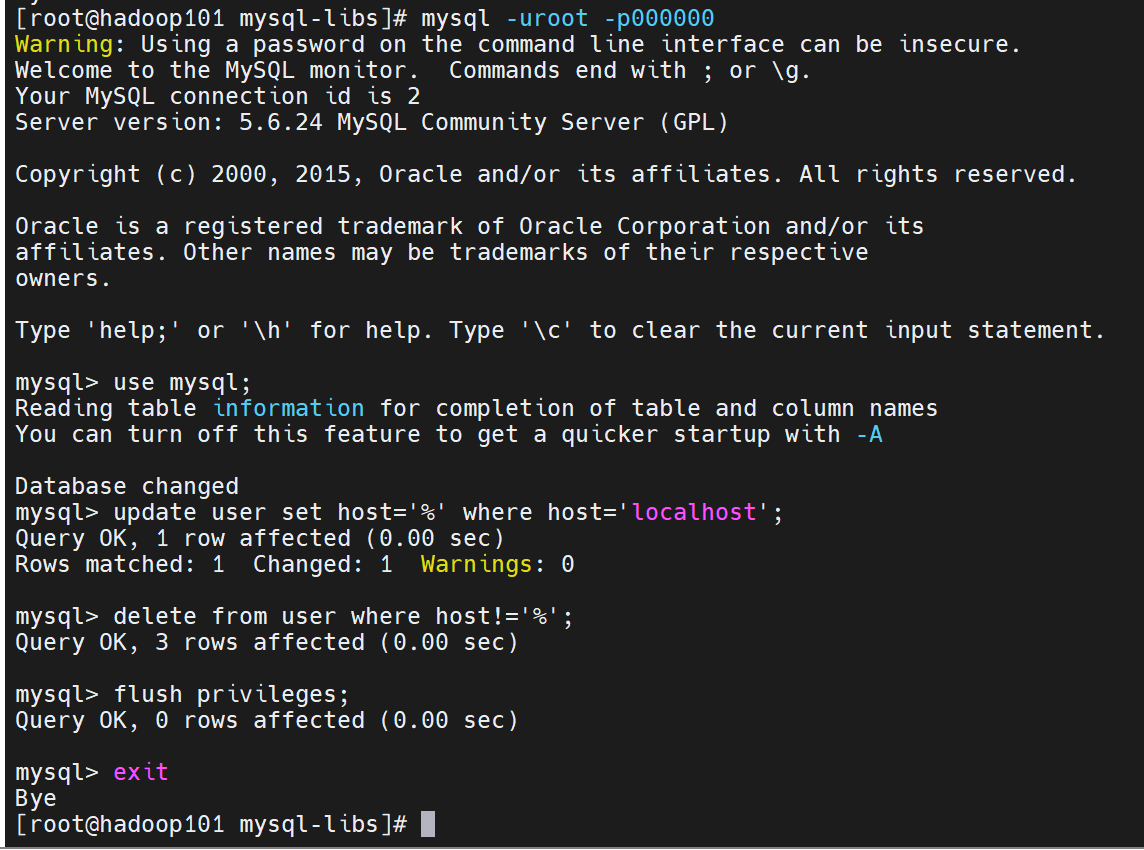 [root@hadoop101 mysql-libs]# mysql -uroot -p000000
Warning: Using a password on the command line interface can be insecure.
Welcome to the MySQL monitor.  Commands end with ; or \g.
Your MySQL connection id is 2
Server version: 5.6.24 MySQL Community Server (GPL)
Copyright (c) 2000, 2015, Oracle and/or its affiliates. All rights reserved.
Oracle is a registered trademark of Oracle Corporation and/or its
affiliates. Other names may be trademarks of their respective
owners.
Type 'help;' or '\h' for help. Type '\c' to clear the current input statement.
mysql> use mysql;
Reading table information for completion of table and column names
You can turn off this feature to get a quicker startup with -A
Database changed
mysql> update user set host='%' where host='localhost';
Query OK, 1 row affected (0.00 sec)
Rows matched: 1  Changed: 1  Warnings: 0
mysql> delete from user where host!='%';
Query OK, 3 rows affected (0.00 sec)
mysql> flush privileges;
Query OK, 0 rows affected (0.00 sec)
mysql> exit
Bye
[root@hadoop101 mysql-libs]#